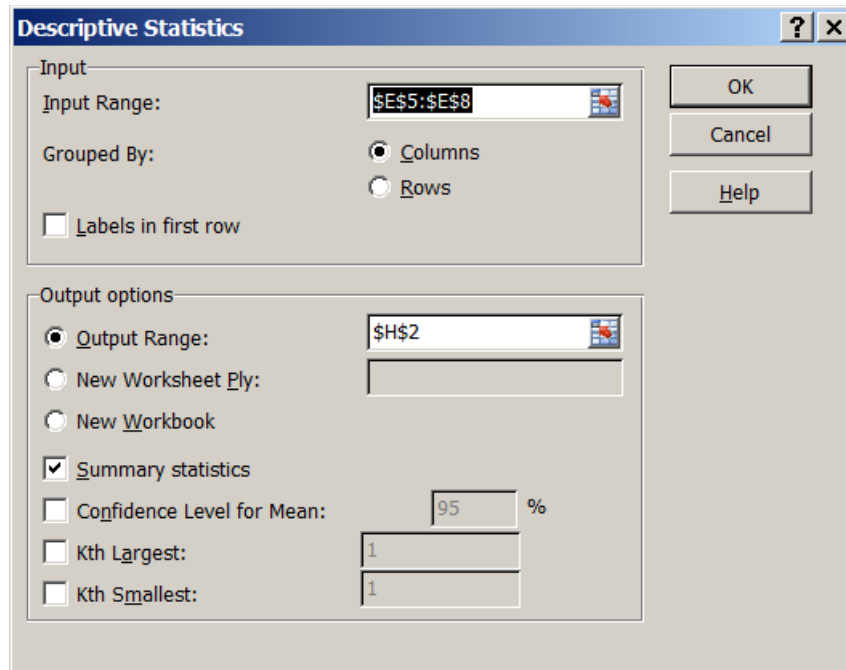 Descriptive Statistics
Input
Input Range: $E$5:$E$8
Grouped By: Columns
Rows
Labels in first row
OK
Cancel
Help
Output options
Output Range: $H$2
New Worksheet Ply:
New Workbook
Summary statistics
Confidence Level for Mean: 95 %
Kth Largest: 1
Kth Smallest: 1